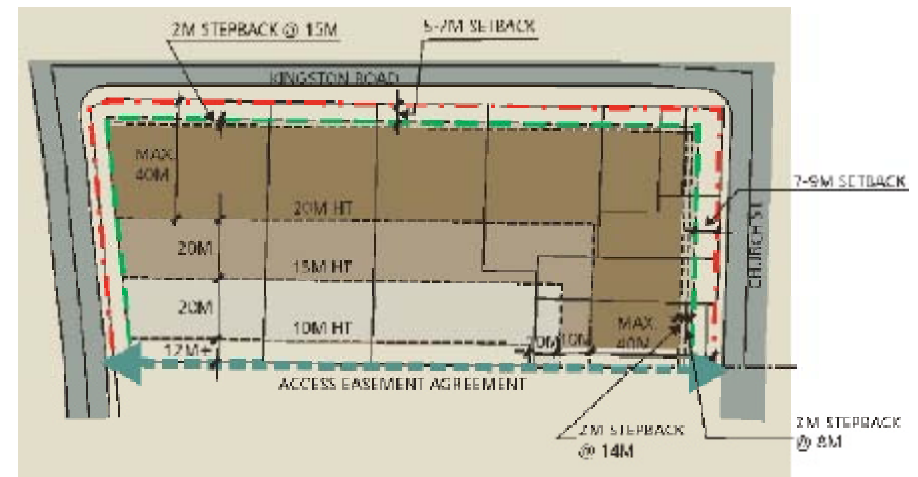 2M STEPBACK @ 15M
5-7M SETBACK
KINGSTON ROAD
MAX.
40M
7-9M SETBACK
20M HT
CHURCH ST.
20M
15M HT
20M
10M HT
MAX.
40M
10M
12M+
ACCESS EASEMENT AGREEMENT
2M STEPBACK
@ 14M
2M STEPBACK
@ 8M